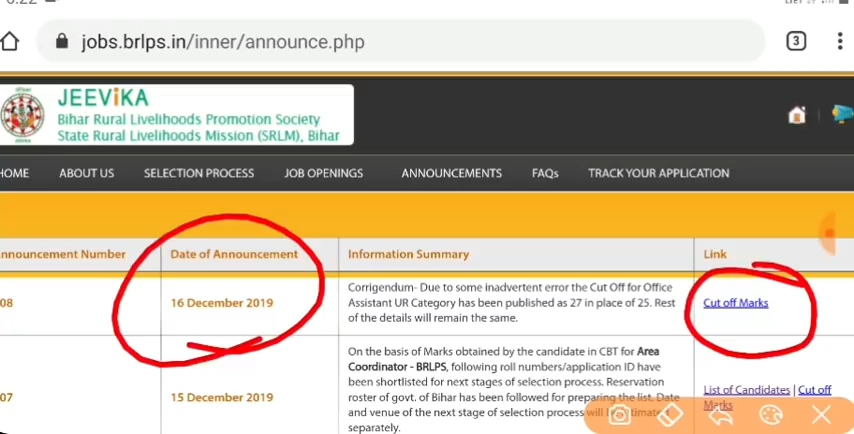 jobs.brlps.in/inner/announce.php
3
JEEViKA
Bihar Rural Livelihoods Promotion Society
State Rural Livelihoods Mission (SRLM), Bihar
HOME ABOUT US SELECTION PROCESS JOB OPENINGS ANNOUNCEMENTS FAQs TRACK YOUR APPLICATION
nnouncement Number Date of Announcement Information Summary Link
Corrigendum- Due to some inadvertent error the Cut Off for Office
08 16 December 2019 Assistant UR Category has been published as 27 in place of 25. Rest Cut off Marks
of the details will remain the same.
On the basis of Marks obtained by the candidate in CBT for Area
Coordinator - BRLPS, following roll numbers/application ID have
been shortlisted for next stages of selection process. Reservation List of Candidates | Cut off
07 15 December 2019 roster of govt. of Bihar has been followed for preparing the list. Date Marks
and venue of the next stage of selection process will
separately.